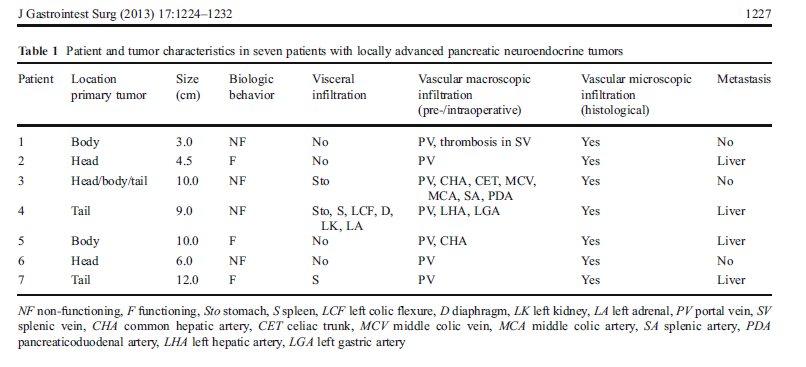 J Gastrointest Surg (2013) 17:1224–1232 1227
Table 1 Patient and tumor characteristics in seven patients with locally advanced pancreatic neuroendocrine tumors
Patient Location primary tumor Size (cm) Biologic behavior Visceral infiltration Vascular macroscopic infiltration (pre-/intraoperative) Vascular microscopic infiltration (histological) Metastasis
1 Body 3.0 NF No PV, thrombosis in SV Yes No
2 Head 4.5 F No PV Yes Liver
3 Head/body/tail 10.0 NF Sto PV, CHA, CET, MCV, MCA, SA, PDA Yes No
4 Tail 9.0 NF Sto, S, LCF, D, LK, LA PV, LHA, LGA Yes Liver
5 Body 10.0 F No PV, CHA Yes Liver
6 Head 6.0 NF No PV Yes No
7 Tail 12.0 F S PV Yes Liver
NF non-functioning, F functioning, Sto stomach, S spleen, LCF left colic flexure, D diaphragm, LK left kidney, LA left adrenal, PV portal vein, SV
splenic vein, CHA common hepatic artery, CET celiac trunk, MCV middle colic vein, MCA middle colic artery, SA splenic artery, PDA
pancreaticoduodenal artery, LHA left hepatic artery, LGA left gastric artery